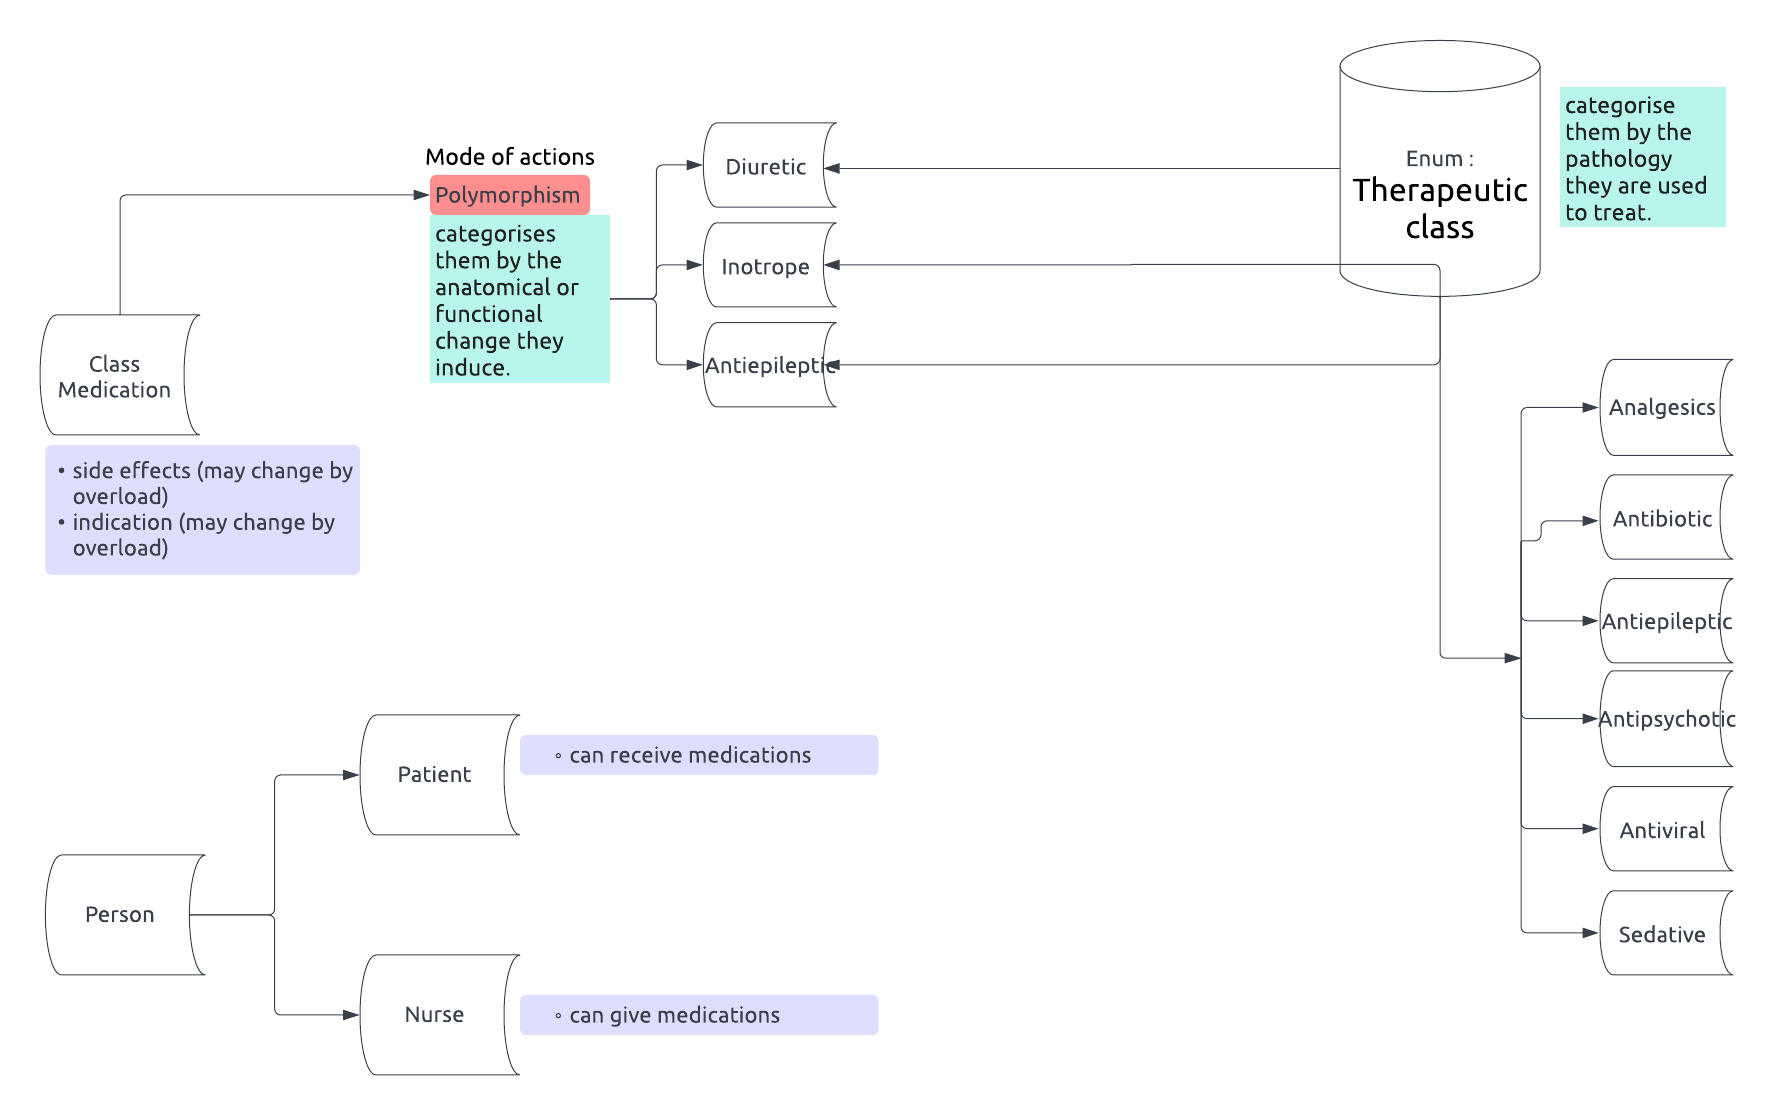 Mode of actions
Polymorphism
categorises
them by the
anatomical or
functional
change they
induce.
Diuretic
Inotrope
Antiepileptic
Enum :
Therapeutic
class
categorise
them by the
pathology
they are used
to treat.
Class
Medication
• side effects (may change by
overload)
• indication (may change by
overload)
Analgesics
Antibiotic
Antiepileptic
Antipsychotic
Antiviral
Sedative
Person
Patient
◦ can receive medications
Nurse
◦ can give medications